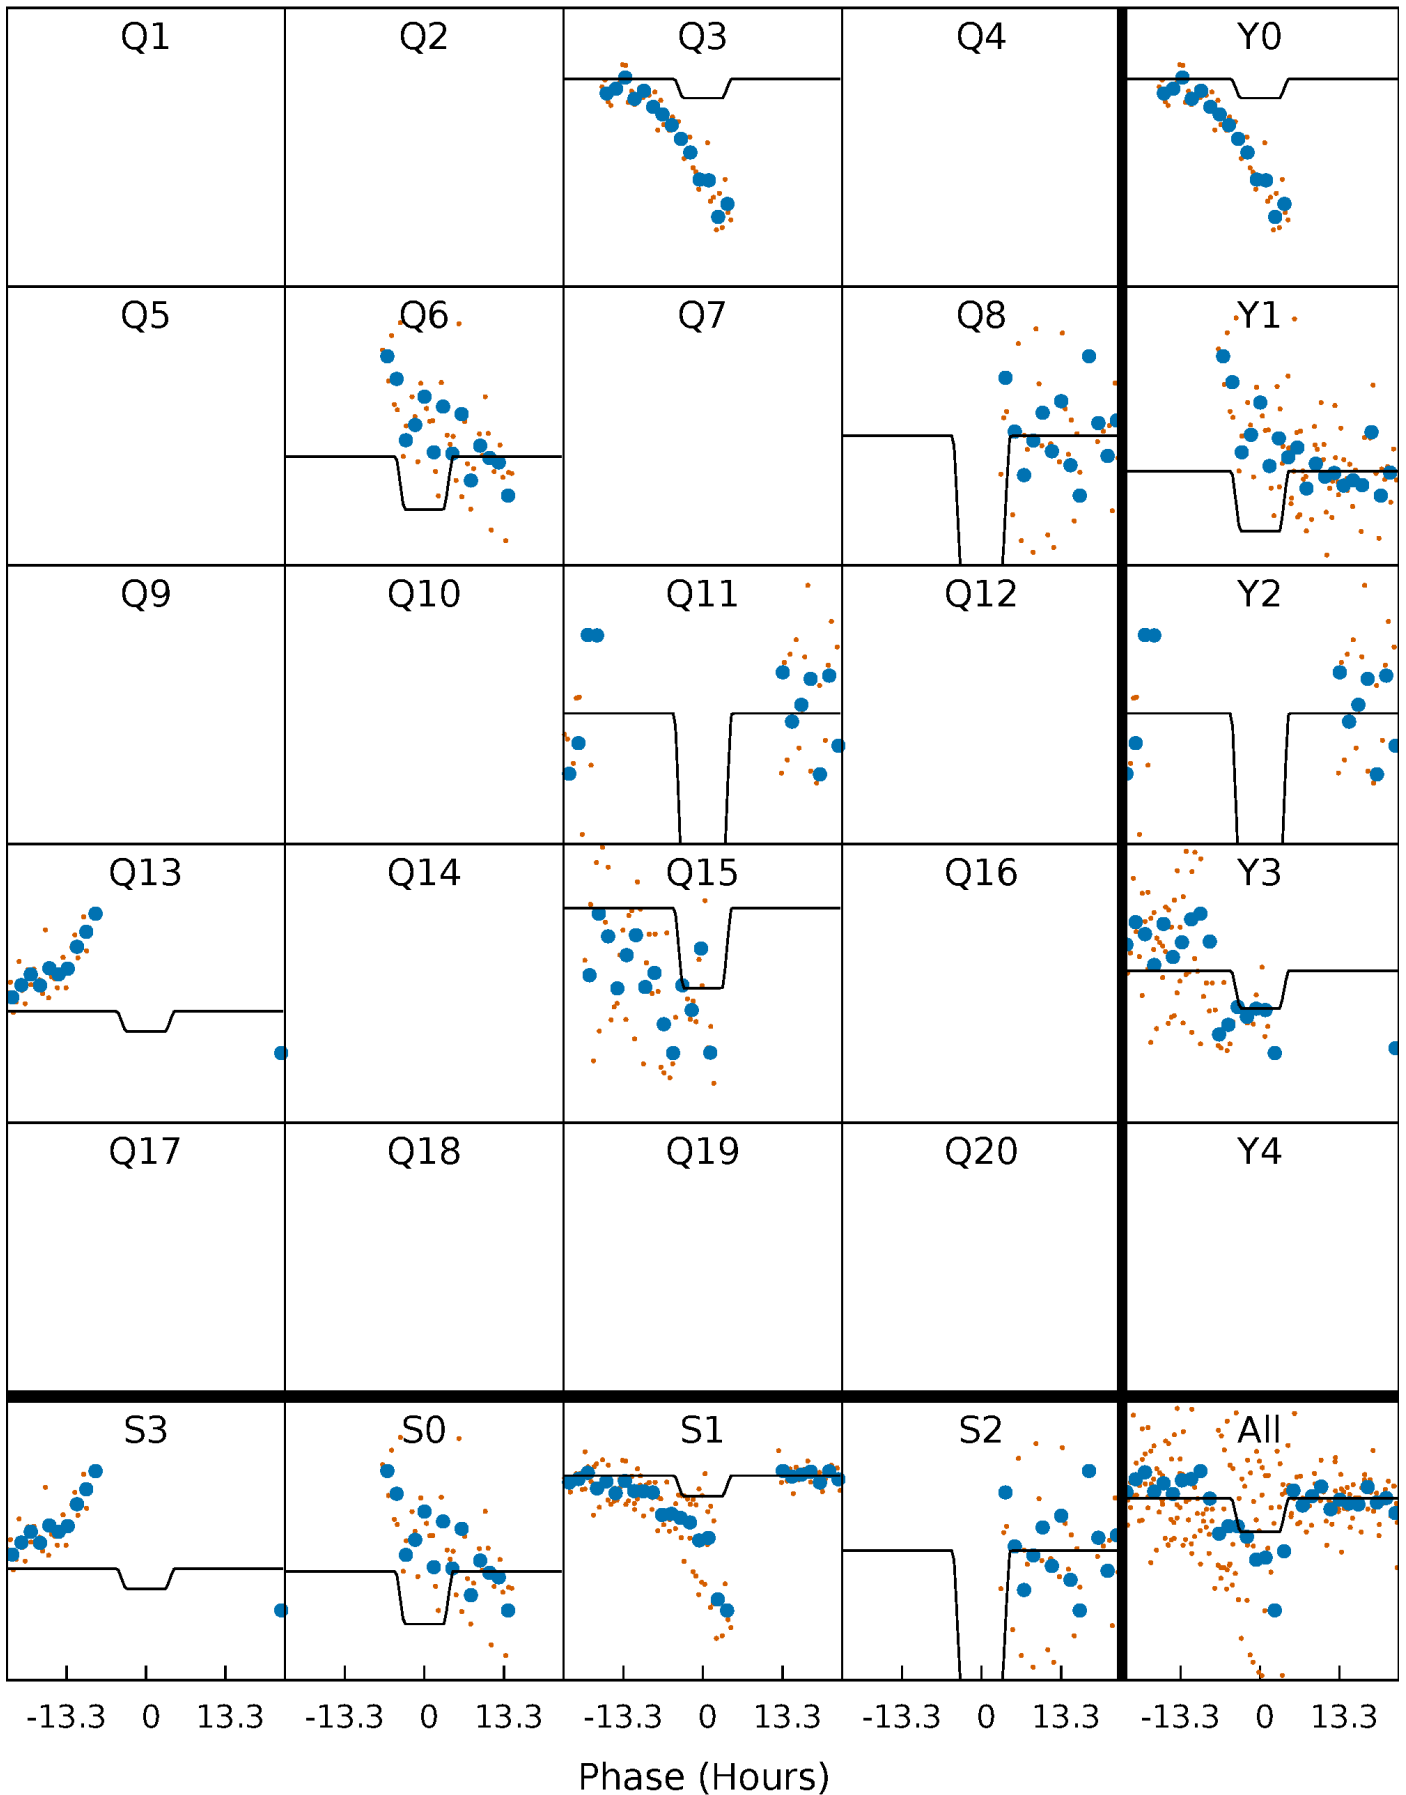 Q1 Q2 Q3 Q4 Y0
Q5 Q6 Q7 Q8 Y1
Q9 Q10 Q11 Q12 Y2
Q13 Q14 Q15 Q16 Y3
Q17 Q18 Q19 Q20 Y4
S3 S0 S1 S2 All
-13.3 0 13.3 -13.3 0 13.3 -13.3 0 13.3 -13.3 0 13.3 -13.3 0 13.3
Phase (Hours)